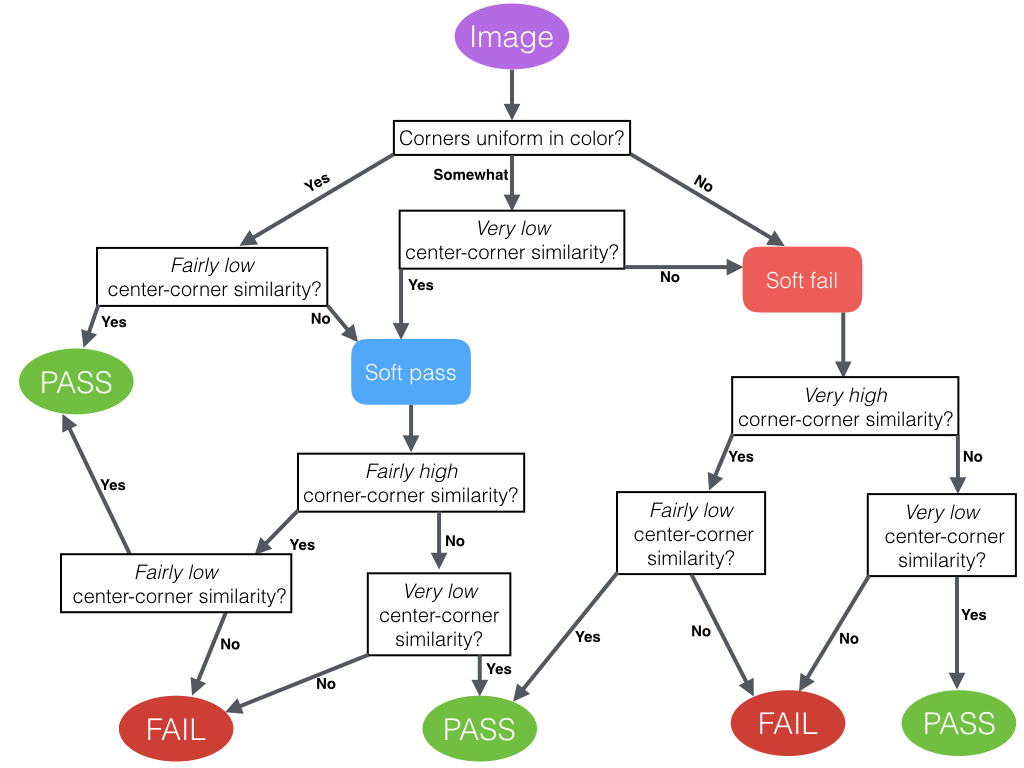 Image
Corners uniform in color?
Yes
Somewhat
No
Very low
center-corner similarity?
Fairly low
center-corner similarity?
Soft fail
No
Yes
Yes
No
PASS
Soft pass
Very high
corner-corner similarity?
Yes
No
Fairly high
corner-corner similarity?
Yes
Fairly low
center-corner
similarity?
Very low
center-corner
similarity?
Yes
No
Fairly low
center-corner similarity?
Very low
center-corner
similarity?
No
No
Yes
Yes
No
No
Yes
FAIL
PASS
FAIL
PASS